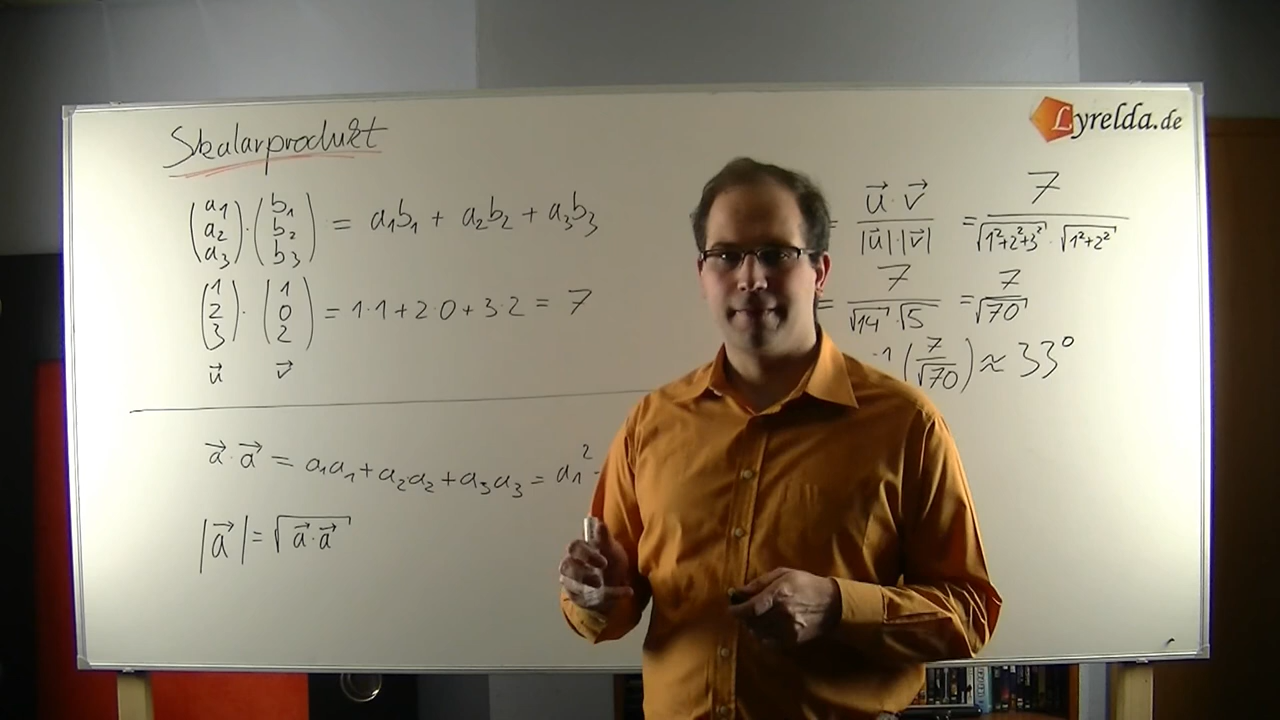 Lyrelda.de
Skalarprodukt
(a1 a2 a3) · (b1 b2 b3) = a1b1 + a2b2 + a3b3
(1 2 3) · (1 0 2) = 1·1 + 2·0 + 3·2 = 7
u⃗ v⃗
a⃗·a⃗ = a1a1 + a2a2 + a3a3 = a1²
|a⃗| = √(a⃗·a⃗)
= u⃗·v⃗ / |u⃗|·|v⃗| = 7 / √(1²+2²+3²) · √(1²+2²)
= 7 / √14·√5 = 7 / √70
-1 (7/√70) ≈ 33°